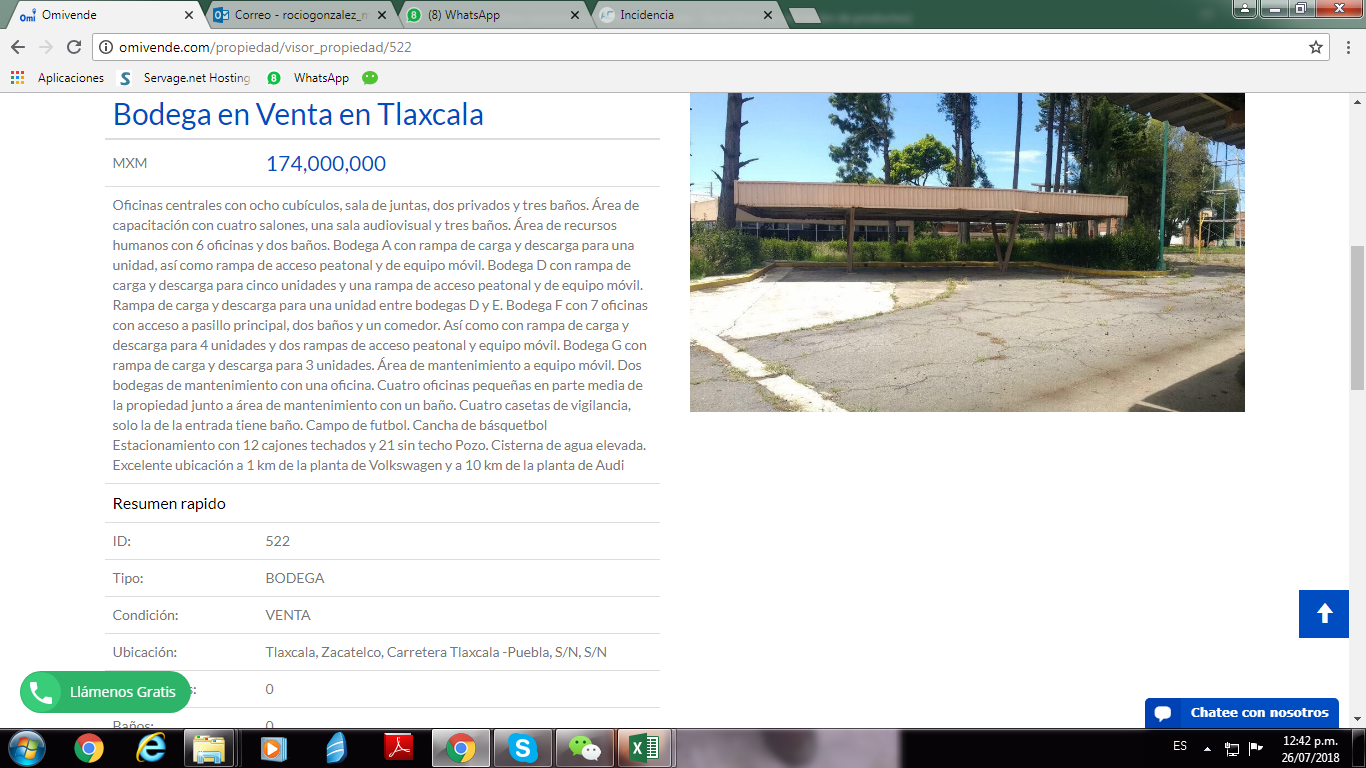 Omi Omivende
Correo - rociogonzalez_n
(8) WhatsApp
Incidencia
omivende.com/propiedad/visor_propiedad/522
Aplicaciones
Servage.net Hosting
WhatsApp
Bodega en Venta en Tlaxcala
MXM 174,000,000
Oficinas centrales con ocho cubículos, sala de juntas, dos privados y tres baños. Área de
capacitación con cuatro salones, una sala audiovisual y tres baños. Área de recursos
humanos con 6 oficinas y dos baños. Bodega A con rampa de carga y descarga para una
unidad, así como rampa de acceso peatonal y de equipo móvil. Bodega D con rampa de
carga y descarga para cinco unidades y una rampa de acceso peatonal y de equipo móvil.
Rampa de carga y descarga para una unidad entre bodegas D y E. Bodega F con 7 oficinas
con acceso a pasillo principal, dos baños y un comedor. Así como con rampa de carga y
descarga para 4 unidades y dos rampas de acceso peatonal y equipo móvil. Bodega G con
rampa de carga y descarga para 3 unidades. Área de mantenimiento a equipo móvil. Dos
bodegas de mantenimiento con una oficina. Cuatro oficinas pequeñas en parte media de
la propiedad junto a área de mantenimiento con un baño. Cuatro casetas de vigilancia,
solo la de la entrada tiene baño. Campo de futbol. Cancha de básquetbol
Estacionamiento con 12 cajones techados y 21 sin techo Pozo. Cisterna de agua elevada.
Excelente ubicación a 1 km de la planta de Volkswagen y a 10 km de la planta de Audi
Resumen rapido
ID: 522
Tipo: BODEGA
Condición: VENTA
Ubicación: Tlaxcala, Zacatelco, Carretera Tlaxcala -Puebla, S/N, S/N
s: 0
Baños: 0
Llámenos Gratis
Chatee con nosotros
ES
12:42 p.m.
26/07/2018